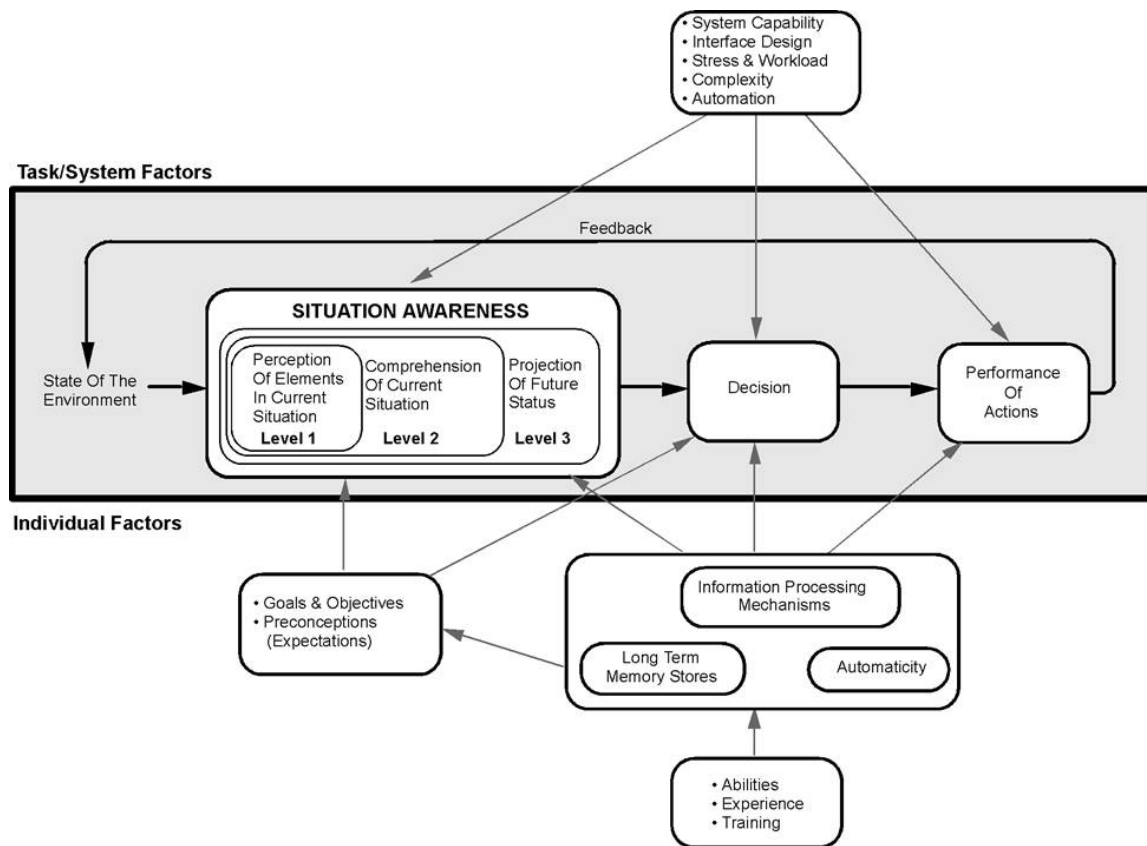 • System Capability
• Interface Design
• Stress & Workload
• Complexity
• Automation
Task/System Factors
Feedback
SITUATION AWARENESS
State Of The
Environment
Perception
Of Elements
In Current
Situation
Level 1
Comprehension
Of Current
Situation
Level 2
Projection
Of Future
Status
Level 3
Decision
Performance
Of
Actions
Individual Factors
• Goals & Objectives
• Preconceptions
(Expectations)
Information Processing
Mechanisms
Long Term
Memory Stores
Automaticity
• Abilities
• Experience
• Training